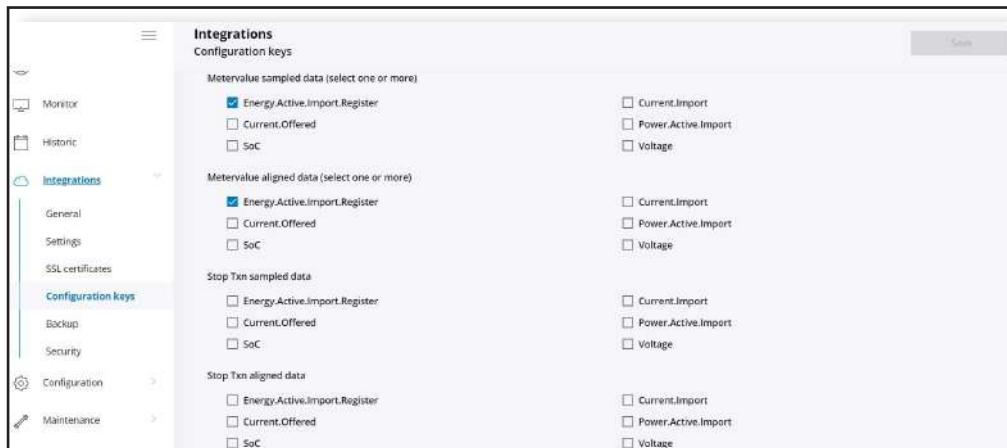 Integrations
Configuration keys
Save
Monitor
Historic
Integrations
General
Settings
SSL certificates
Configuration keys
Backup
Security
Configuration
Maintenance
Metervalue sampled data (select one or more)
Energy.Active.Import.Register
Current.Import
Current.Offered
Power.Active.Import
SoC
Voltage
Metervalue aligned data (select one or more)
Energy.Active.Import.Register
Current.Import
Current.Offered
Power.Active.Import
SoC
Voltage
Stop Txn sampled data
Energy.Active.Import.Register
Current.Import
Current.Offered
Power.Active.Import
SoC
Voltage
Stop Txn aligned data
Energy.Active.Import.Register
Current.Import
Current.Offered
Power.Active.Import
SoC
Voltage